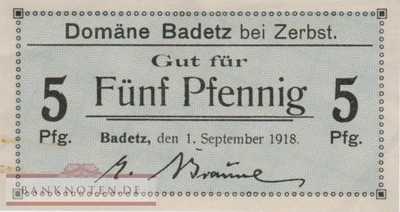 Domäne Badetz bei Zerbst.
Gut für
5 Fünf Pfennig 5
Pfg. Pfg.
Badetz, den 1. September 1918.
BANKNOTEN.DE